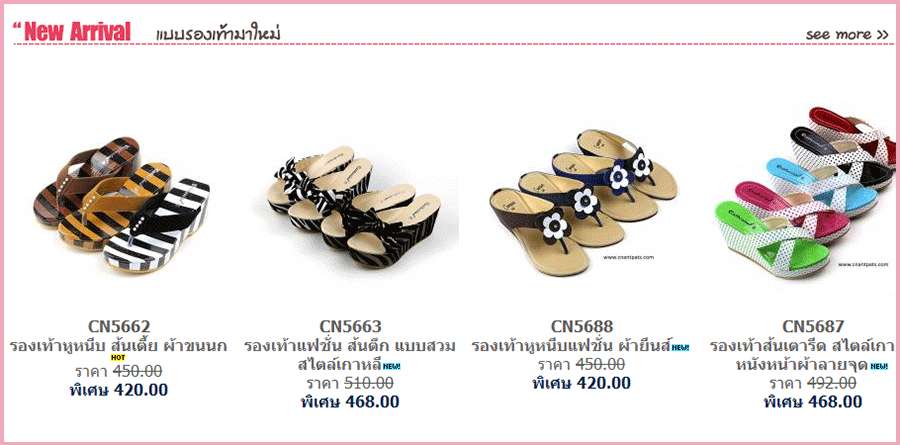 “ New Arrival แบบรองเท้ามาใหม่ see more >>
www.cnantpats.com
www.cnantpats.com
CN5662
รองเท้าหูหนีบ ส้นเตี้ย ผ้าขนนก
HOT
ราคา 450.00
พิเศษ 420.00
CN5663
รองเท้าแฟชั่น ส้นตึก แบบสวม
สไตล์เกาหลี NEW!
ราคา 510.00
พิเศษ 468.00
CN5688
รองเท้าหูหนีบแฟชั่น ผ้ายีนส์ NEW!
ราคา 450.00
พิเศษ 420.00
CN5687
รองเท้าส้นเตารีด สไตล์เกา
หนังหน้าผ้าลายจุด NEW!
ราคา 492.00
พิเศษ 468.00